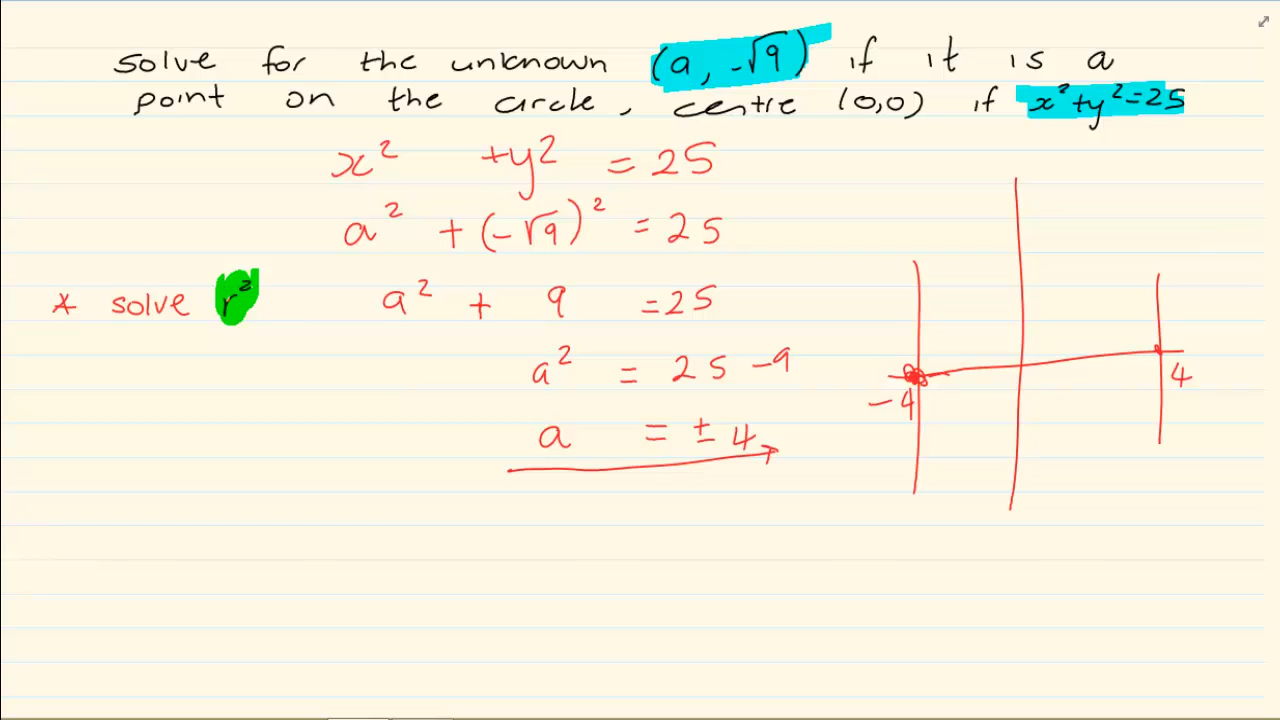 solve for the unknown (a, -√9) if it is a
point on the circle, centre (0,0) if x²+y²=25
x² +y² = 25
a² + (-√9)² = 25
* solve r² a² + 9 = 25
a² = 25 -9
a = ± 4
-4 4